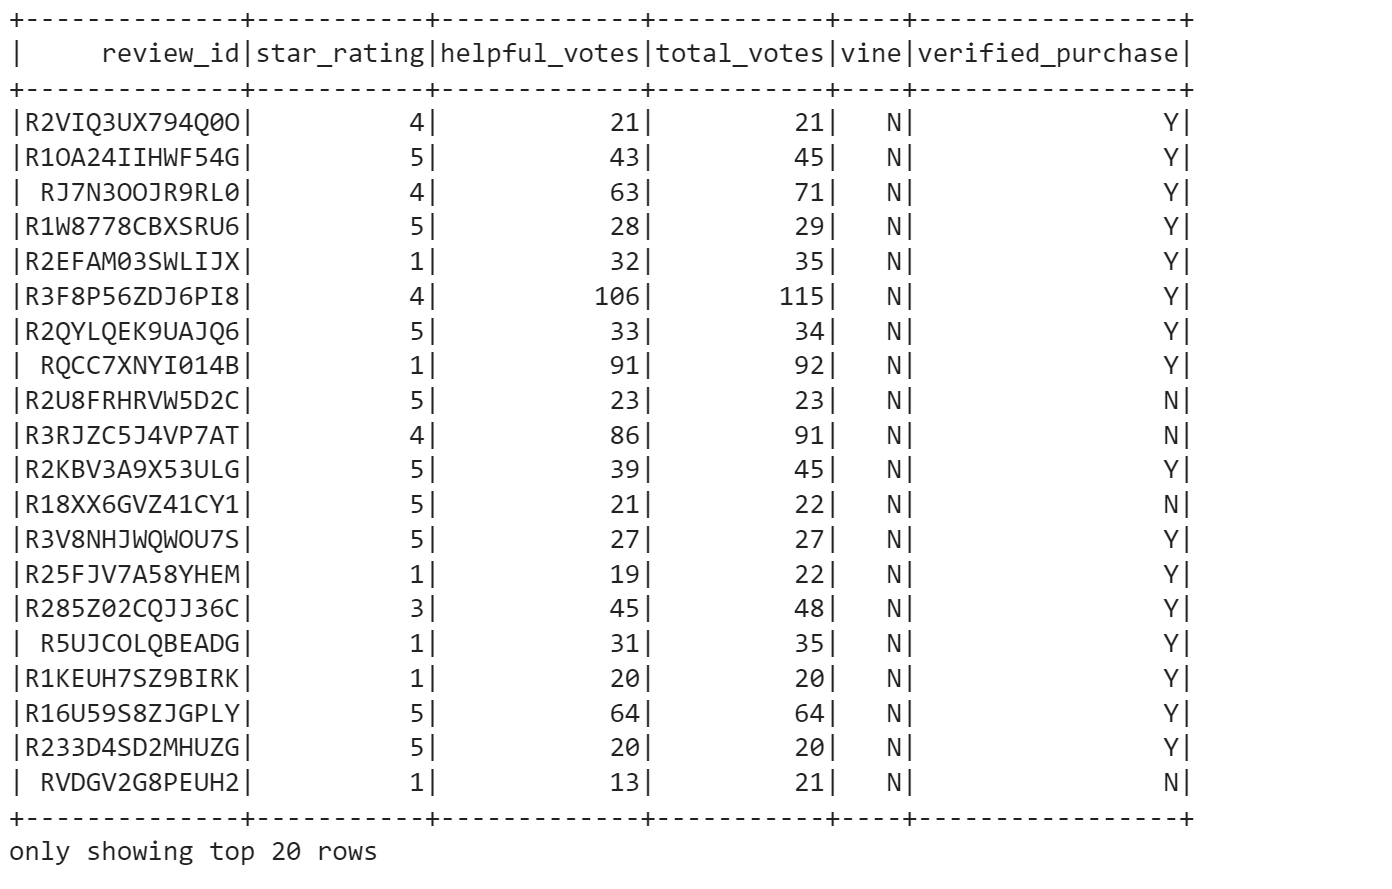 +--------------+-----------+-------------+-----------+----+-----------------+
|     review_id|star_rating|helpful_votes|total_votes|vine|verified_purchase|
+--------------+-----------+-------------+-----------+----+-----------------+
|R2VIQ3UX794Q0O|          4|           21|         21|   N|                Y|
|R1OA24IIHWF54G|          5|           43|         45|   N|                Y|
| RJ7N3OOJR9RL0|          4|           63|         71|   N|                Y|
|R1W8778CBXSRU6|          5|           28|         29|   N|                Y|
|R2EFAM03SWLIJX|          1|           32|         35|   N|                Y|
|R3F8P56ZDJ6PI8|          4|          106|        115|   N|                Y|
|R2QYLQEK9UAJQ6|          5|           33|         34|   N|                Y|
| RQCC7XNYI014B|          1|           91|         92|   N|                Y|
|R2U8FRHRVW5D2C|          5|           23|         23|   N|                N|
|R3RJZC5J4VP7AT|          4|           86|         91|   N|                N|
|R2KBV3A9X53ULG|          5|           39|         45|   N|                Y|
|R18XX6GVZ41CY1|          5|           21|         22|   N|                N|
|R3V8NHJWQWOU7S|          5|           27|         27|   N|                Y|
|R25FJV7A58YHEM|          1|           19|         22|   N|                Y|
|R285Z02CQJJ36C|          3|           45|         48|   N|                Y|
| R5UJCOLQBEADG|          1|           31|         35|   N|                Y|
|R1KEUH7SZ9BIRK|          1|           20|         20|   N|                Y|
|R16U59S8ZJGPLY|          5|           64|         64|   N|                Y|
|R233D4SD2MHUZG|          5|           20|         20|   N|                Y|
| RVDGV2G8PEUH2|          1|           13|         21|   N|                N|
+--------------+-----------+-------------+-----------+----+-----------------+
only showing top 20 rows